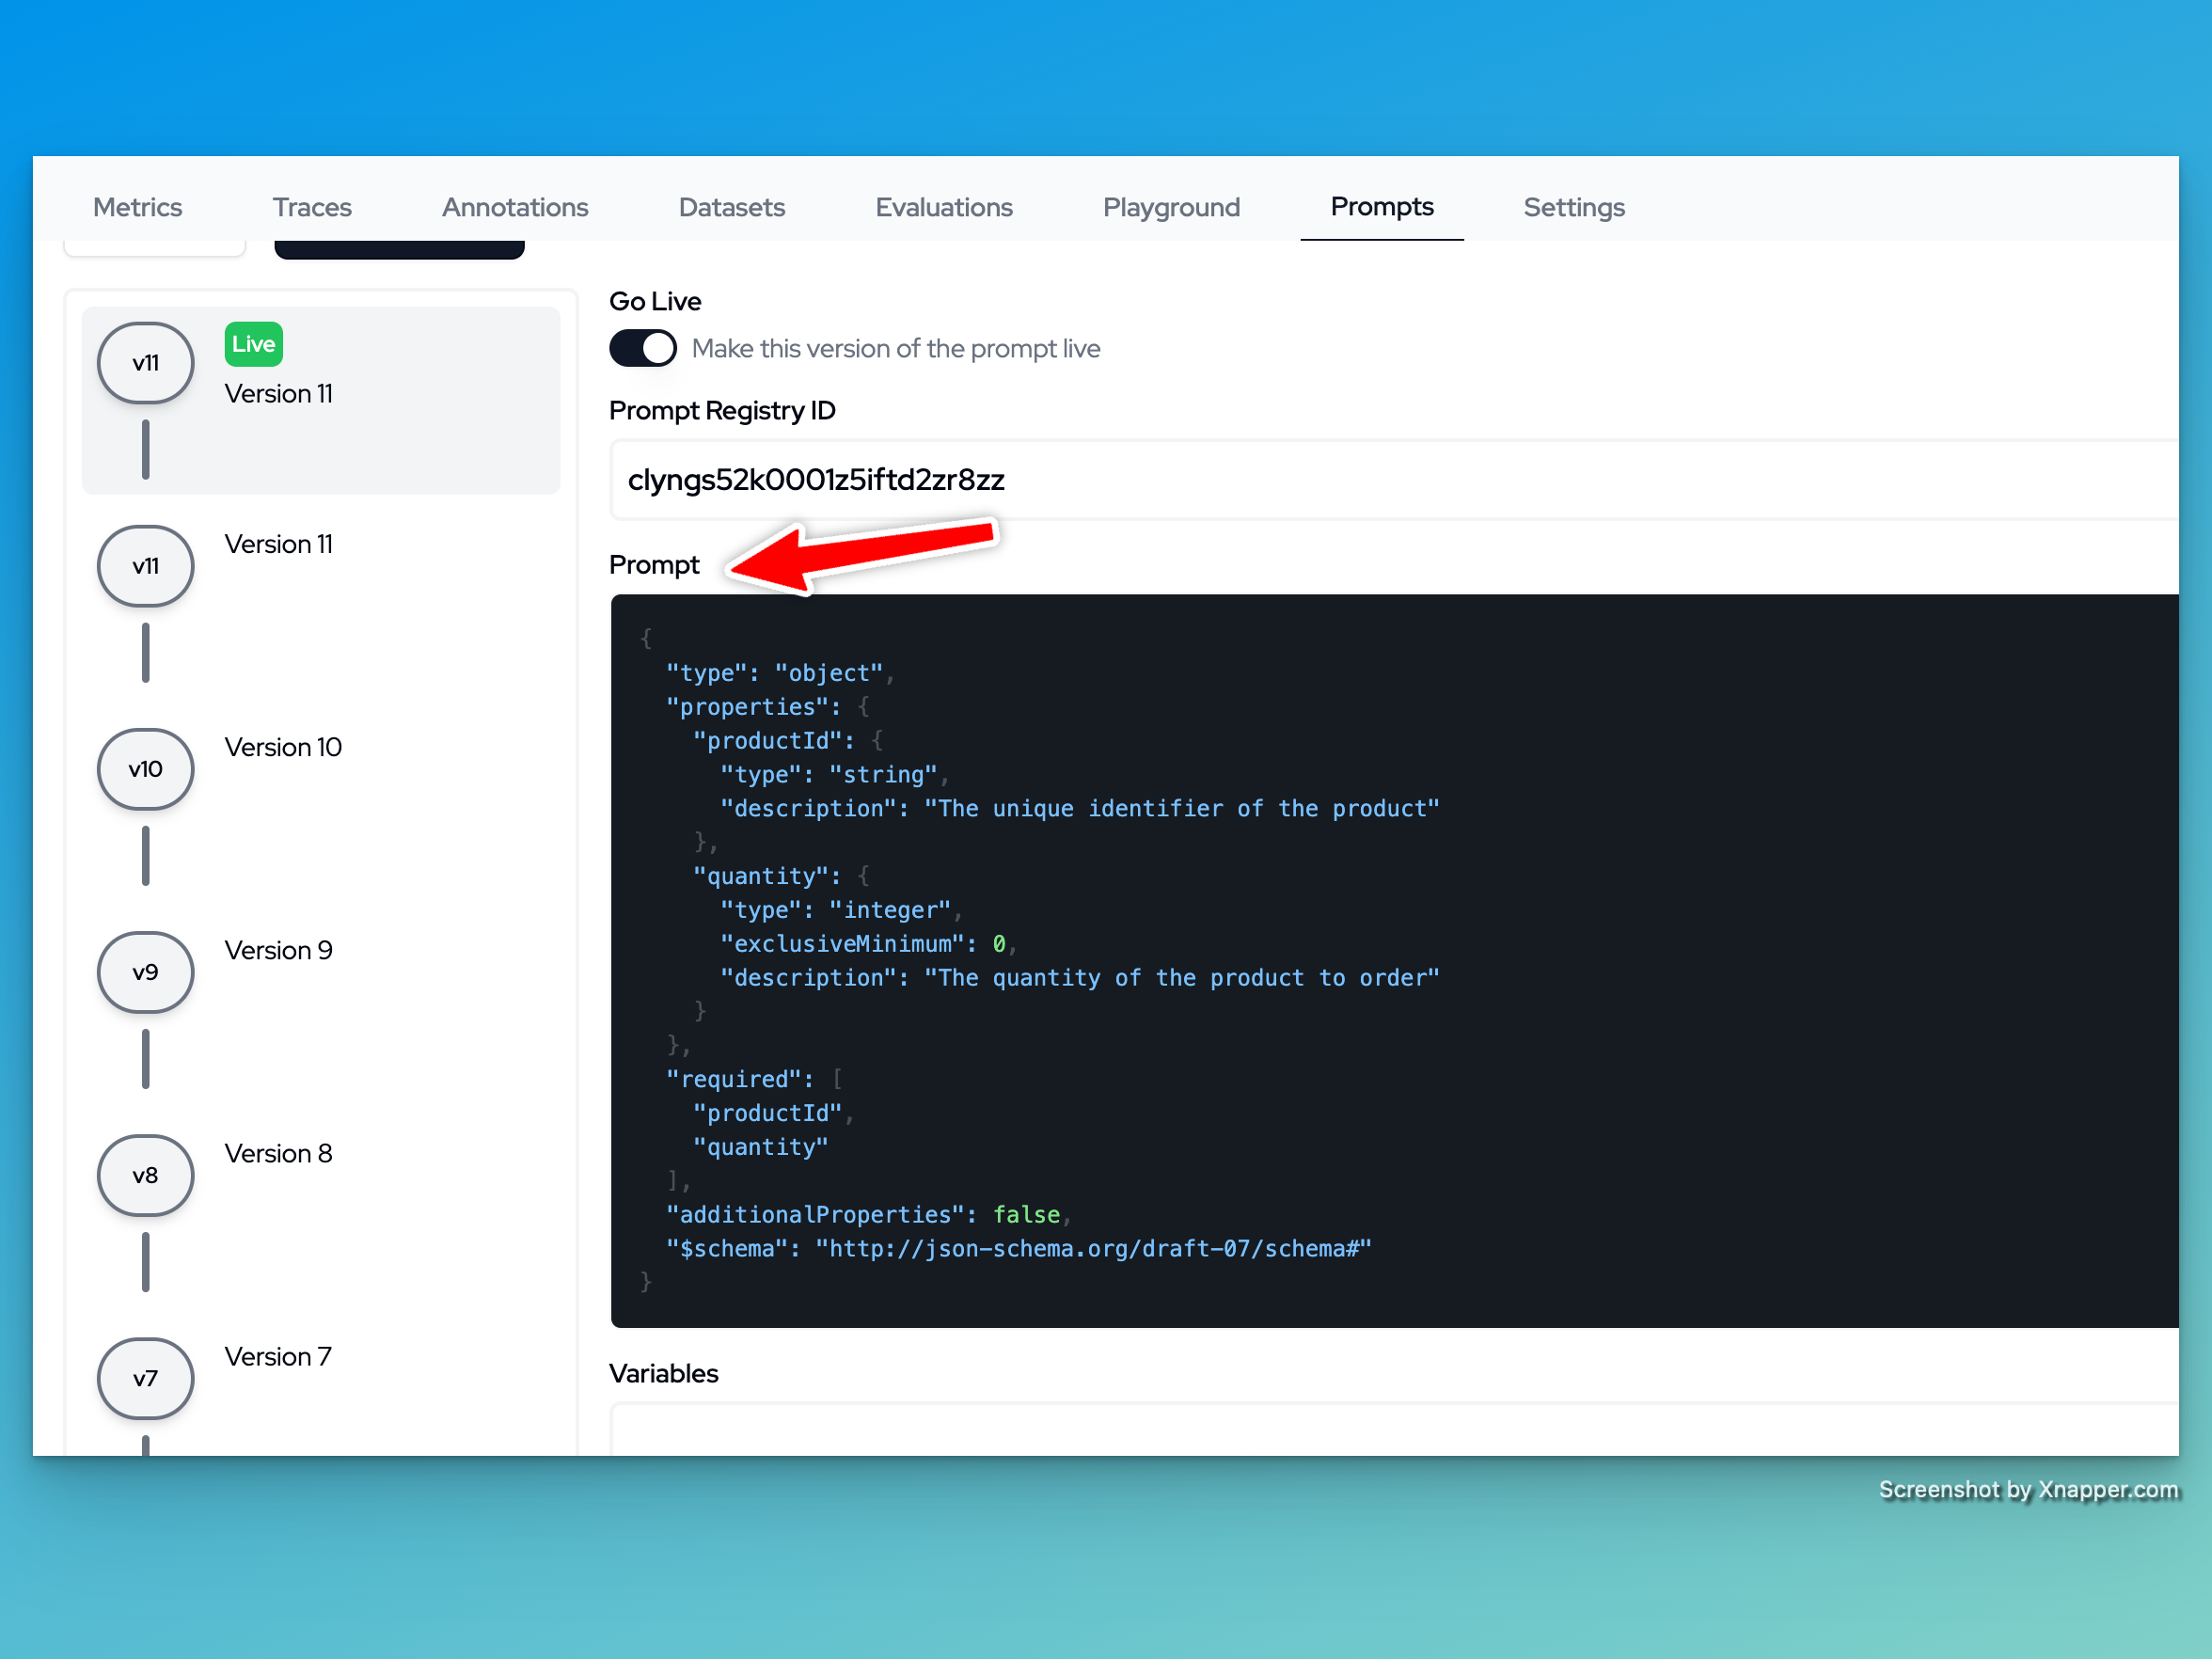 Metrics Traces Annotations Datasets Evaluations Playground Prompts Settings
v11
Live
Version 11
v11
Version 11
v10
Version 10
v9
Version 9
v8
Version 8
v7
Version 7
Go Live
Make this version of the prompt live
Prompt Registry ID
clyngs52k0001z5iftd2zr8zz
Prompt
{
  "type": "object",
  "properties": {
    "productId": {
      "type": "string",
      "description": "The unique identifier of the product"
    },
    "quantity": {
      "type": "integer",
      "exclusiveMinimum": 0,
      "description": "The quantity of the product to order"
    }
  },
  "required": [
    "productId",
    "quantity"
  ],
  "additionalProperties": false,
  "$schema": "http://json-schema.org/draft-07/schema#"
}
Variables
Screenshot by Xnapper.com